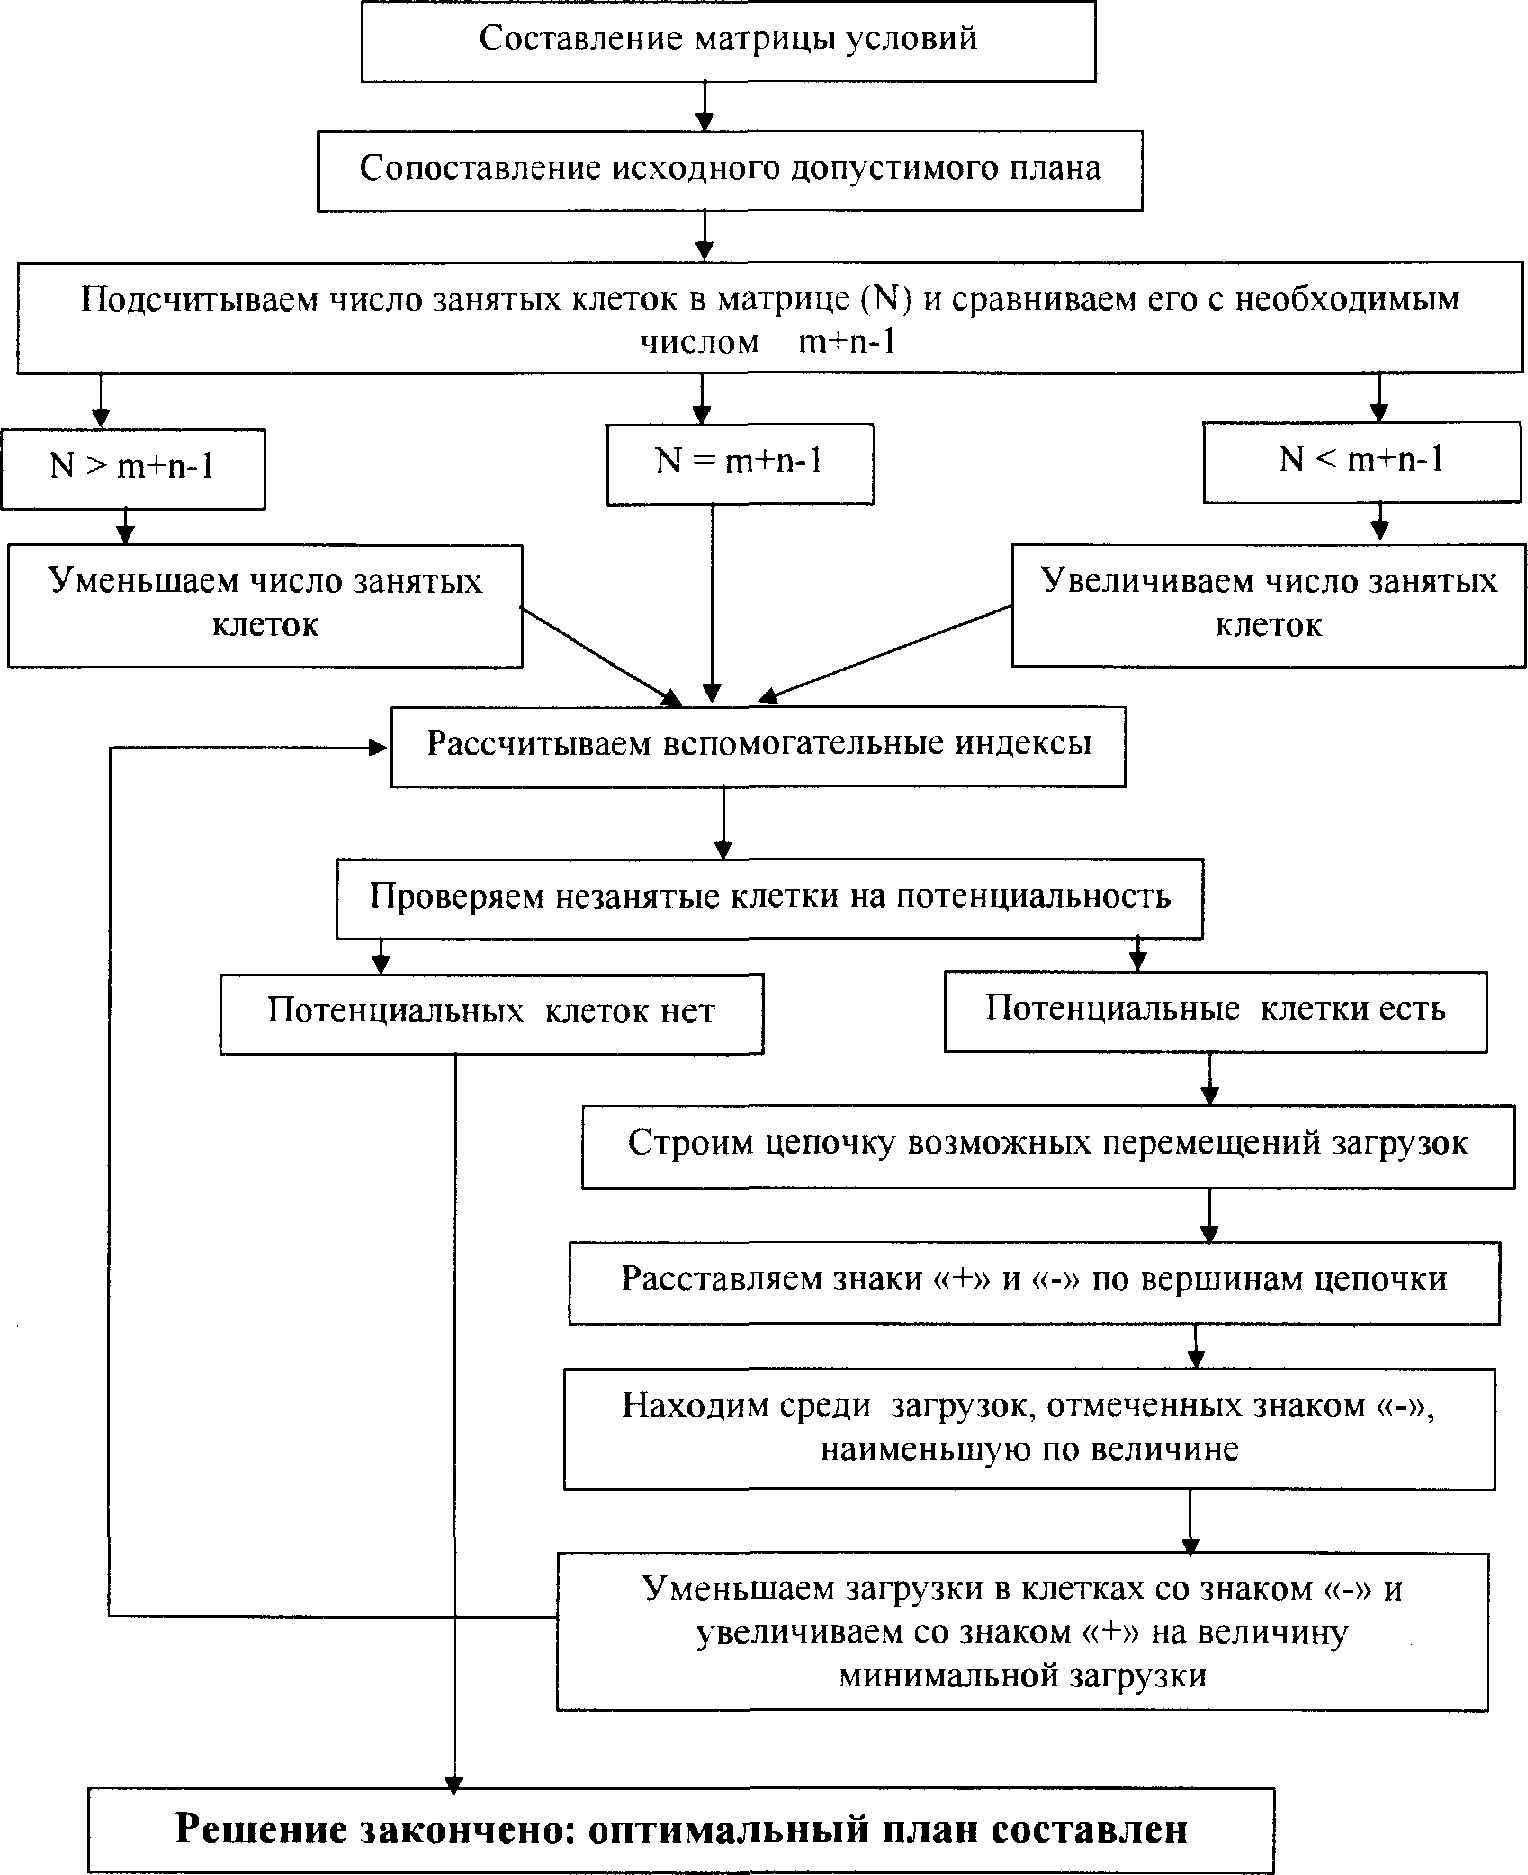 Составление матрицы условий
Сопоставление исходного допустимого плана
Подсчитываем число занятых клеток в матрице (N) и сравниваем его с необходимым
числом m+n-1
N > m+n-1
N = m+n-1
N < m+n-1
Уменьшаем число занятых
клеток
Увеличиваем число занятых
клеток
Рассчитываем вспомогательные индексы
Проверяем незанятые клетки на потенциальность
Потенциальных клеток нет
Потенциальные клетки есть
Строим цепочку возможных перемещений загрузок
Расставляем знаки «+» и «-» по вершинам цепочки
Находим среди загрузок, отмеченных знаком «-»,
наименьшую по величине
Уменьшаем загрузки в клетках со знаком «-» и
увеличиваем со знаком «+» на величину
минимальной загрузки
Решение закончено: оптимальный план составлен